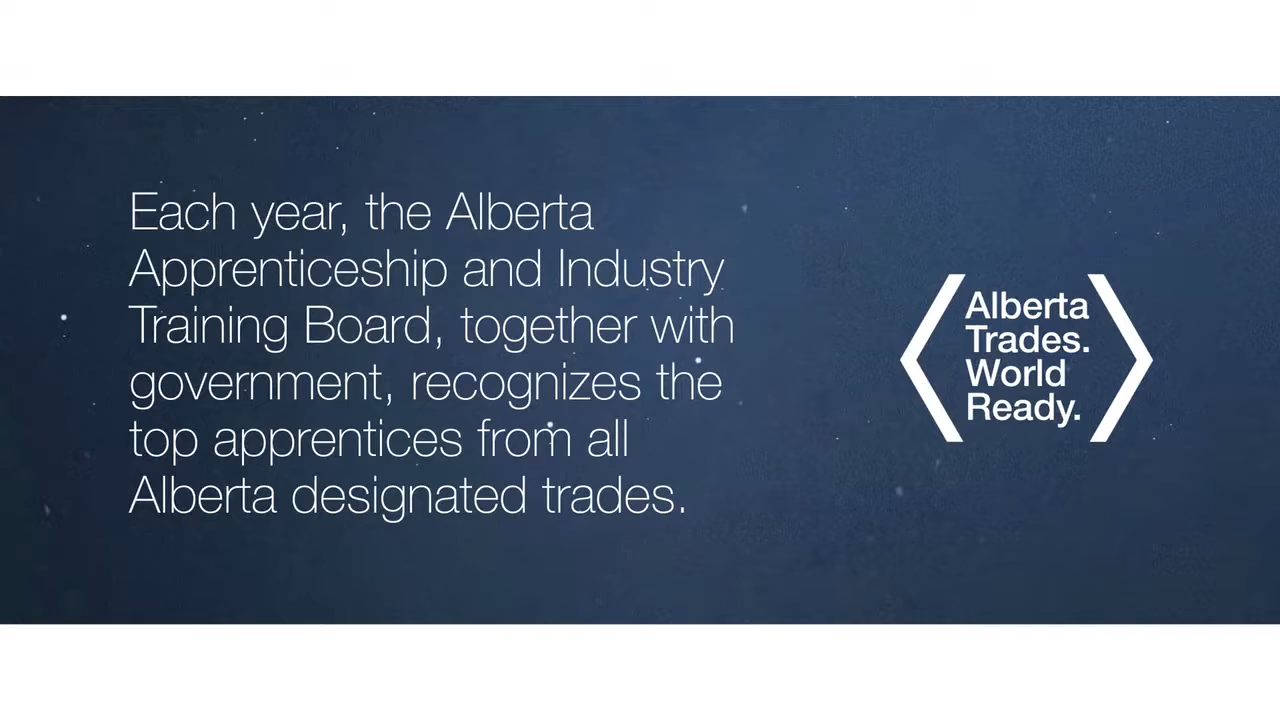 Each year, the Alberta
Apprenticeship and Industry
Training Board, together with
government, recognizes the
top apprentices from all
Alberta designated trades.
Alberta
Trades.
World
Ready.